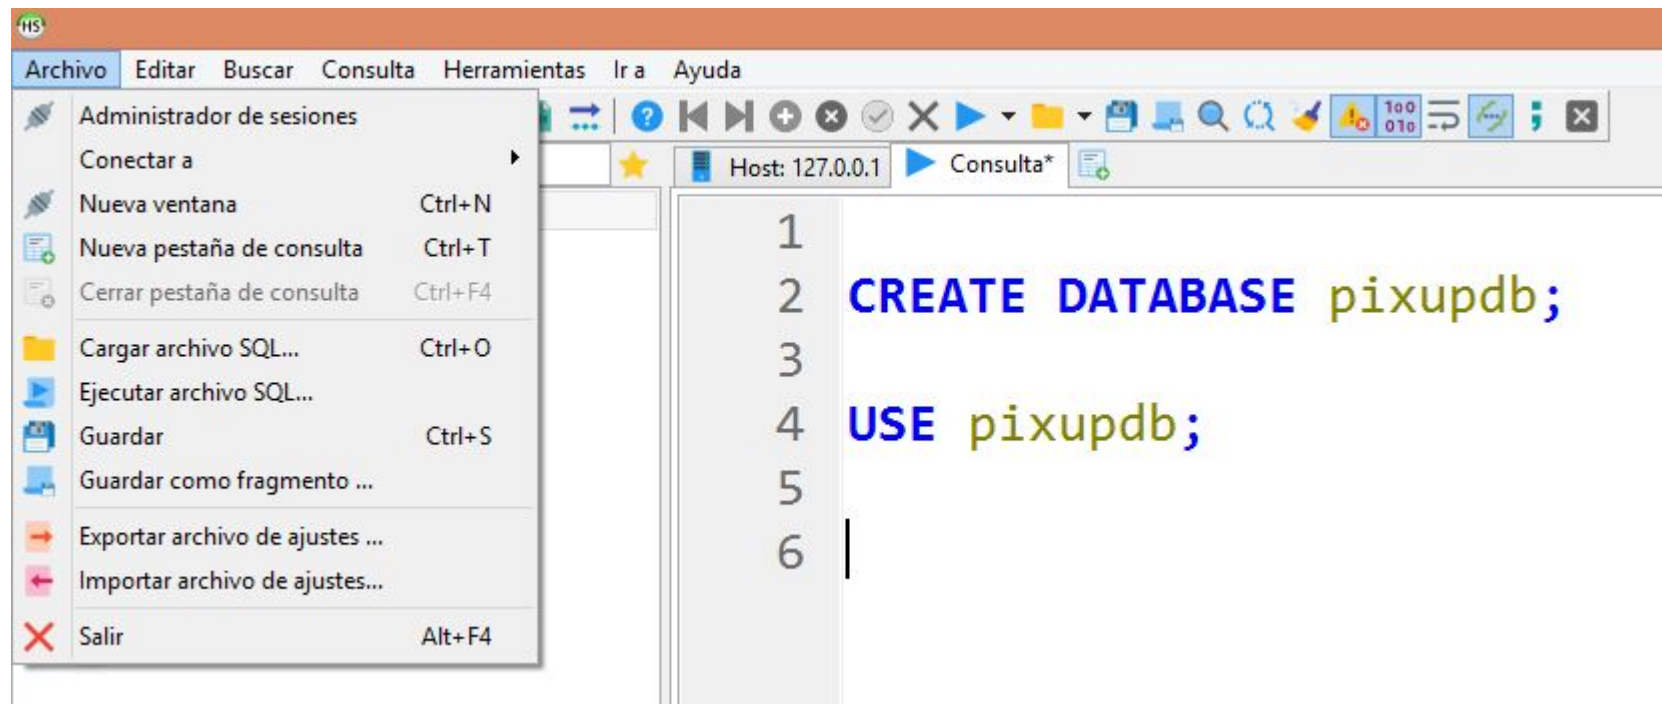 HS
Archivo Editar Buscar Consulta Herramientas Ir a Ayuda
Administrador de sesiones
Conectar a
Nueva ventana Ctrl+N
Nueva pestaña de consulta Ctrl+T
Cerrar pestaña de consulta Ctrl+F4
Cargar archivo SQL... Ctrl+O
Ejecutar archivo SQL...
Guardar Ctrl+S
Guardar como fragmento ...
Exportar archivo de ajustes ...
Importar archivo de ajustes...
Salir Alt+F4
100
010
Host: 127.0.0.1 Consulta*
1
2 CREATE DATABASE pixupdb;
3
4 USE pixupdb;
5
6